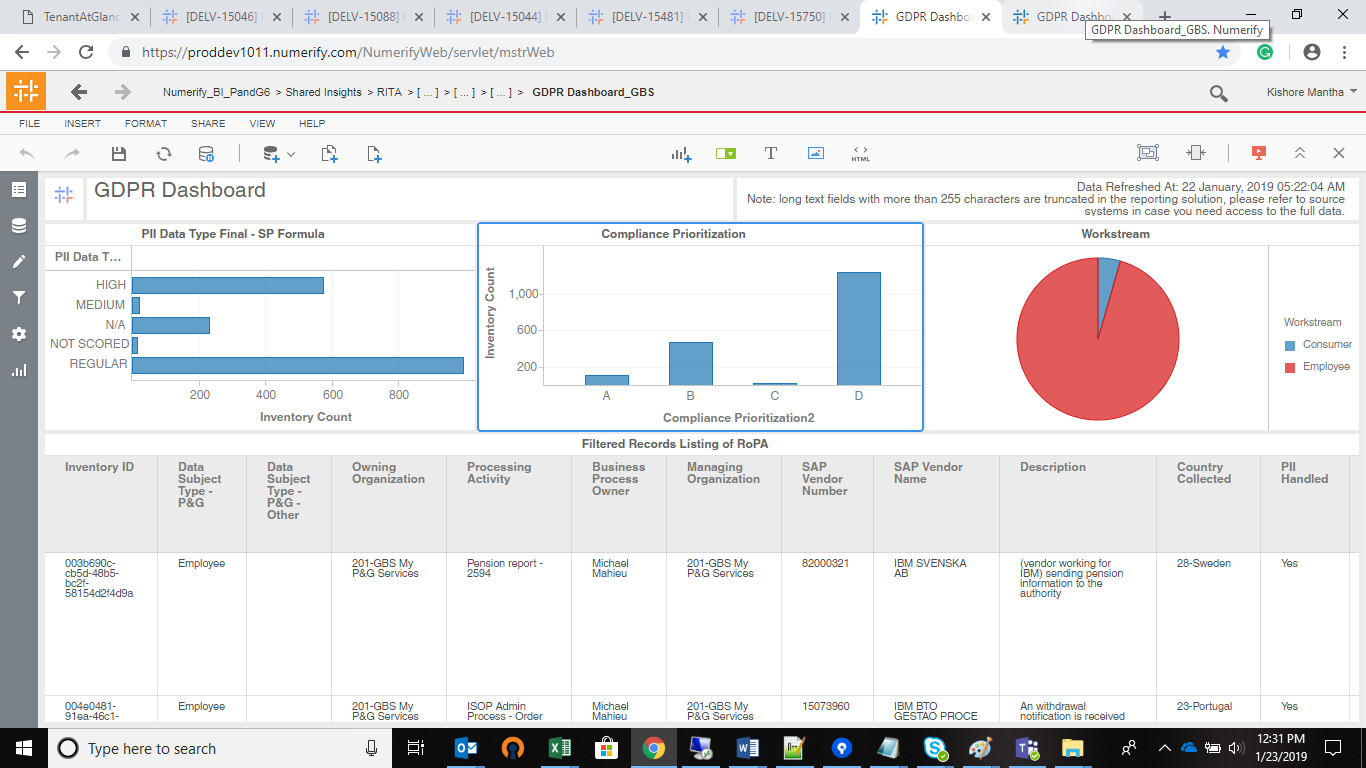 TenantAtGlanc
[DELV-15046]
[DELV-15088]
[DELV-15044]
[DELV-15481]
[DELV-15750]
GDPR Dashbo
GDPR Dashbo
GDPR Dashboard_GBS. Numerify
https://proddev1011.numerify.com/NumerifyWeb/servlet/mstrWeb
Numerify_BI_PandG6 > Shared Insights > RITA > [ ... ] > [ ... ] > [ ... ] > GDPR Dashboard_GBS
Kishore Mantha
FILE INSERT FORMAT SHARE VIEW HELP
HTML
GDPR Dashboard
Data Refreshed At: 22 January, 2019 05:22:04 AM
Note: long text fields with more than 255 characters are truncated in the reporting solution, please refer to source
systems in case you need access to the full data.
PII Data Type Final - SP Formula
PII Data T...
HIGH
MEDIUM
N/A
NOT SCORED
REGULAR
200 400 600 800
Inventory Count
Compliance Prioritization
Inventory Count
1,000
600
200
A B C D
Compliance Prioritization2
Workstream
Workstream
Consumer
Employee
Filtered Records Listing of RoPA
Inventory ID
Data
Subject
Type -
P&G
Data
Subject
Type -
P&G -
Other
Owning
Organization
Processing
Activity
Business
Process
Owner
Managing
Organization
SAP
Vendor
Number
SAP Vendor
Name
Description
Country
Collected
PII
Handled
003b690c-
cb5d-48b5-
bc2f-
58154d2f4d9a
Employee
201-GBS My
P&G Services
Pension report -
2594
Michael
Mahieu
201-GBS My
P&G Services
82000321
IBM SVENSKA
AB
(vendor working for
IBM) sending pension
information to the
authority
28-Sweden
Yes
004e0481-
91ea-46c1-
Employee
201-GBS My
P&G Services
ISOP Admin
Process - Order
Michael
Mahieu
201-GBS My
P&G Services
15073960
IBM BTO
GESTAO PROCE
An withdrawal
notification is received
23-Portugal
Yes
Type here to search
12:31 PM
1/23/2019